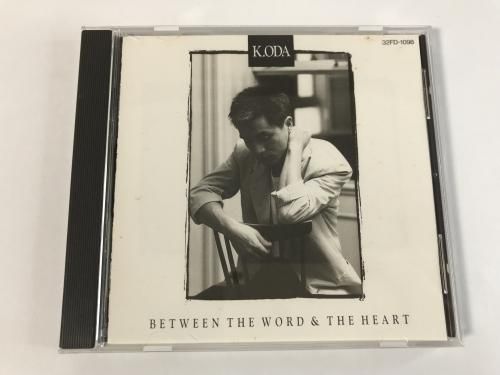 K.ODA
32FD-1098
BETWEEN THE WORD & THE HEART